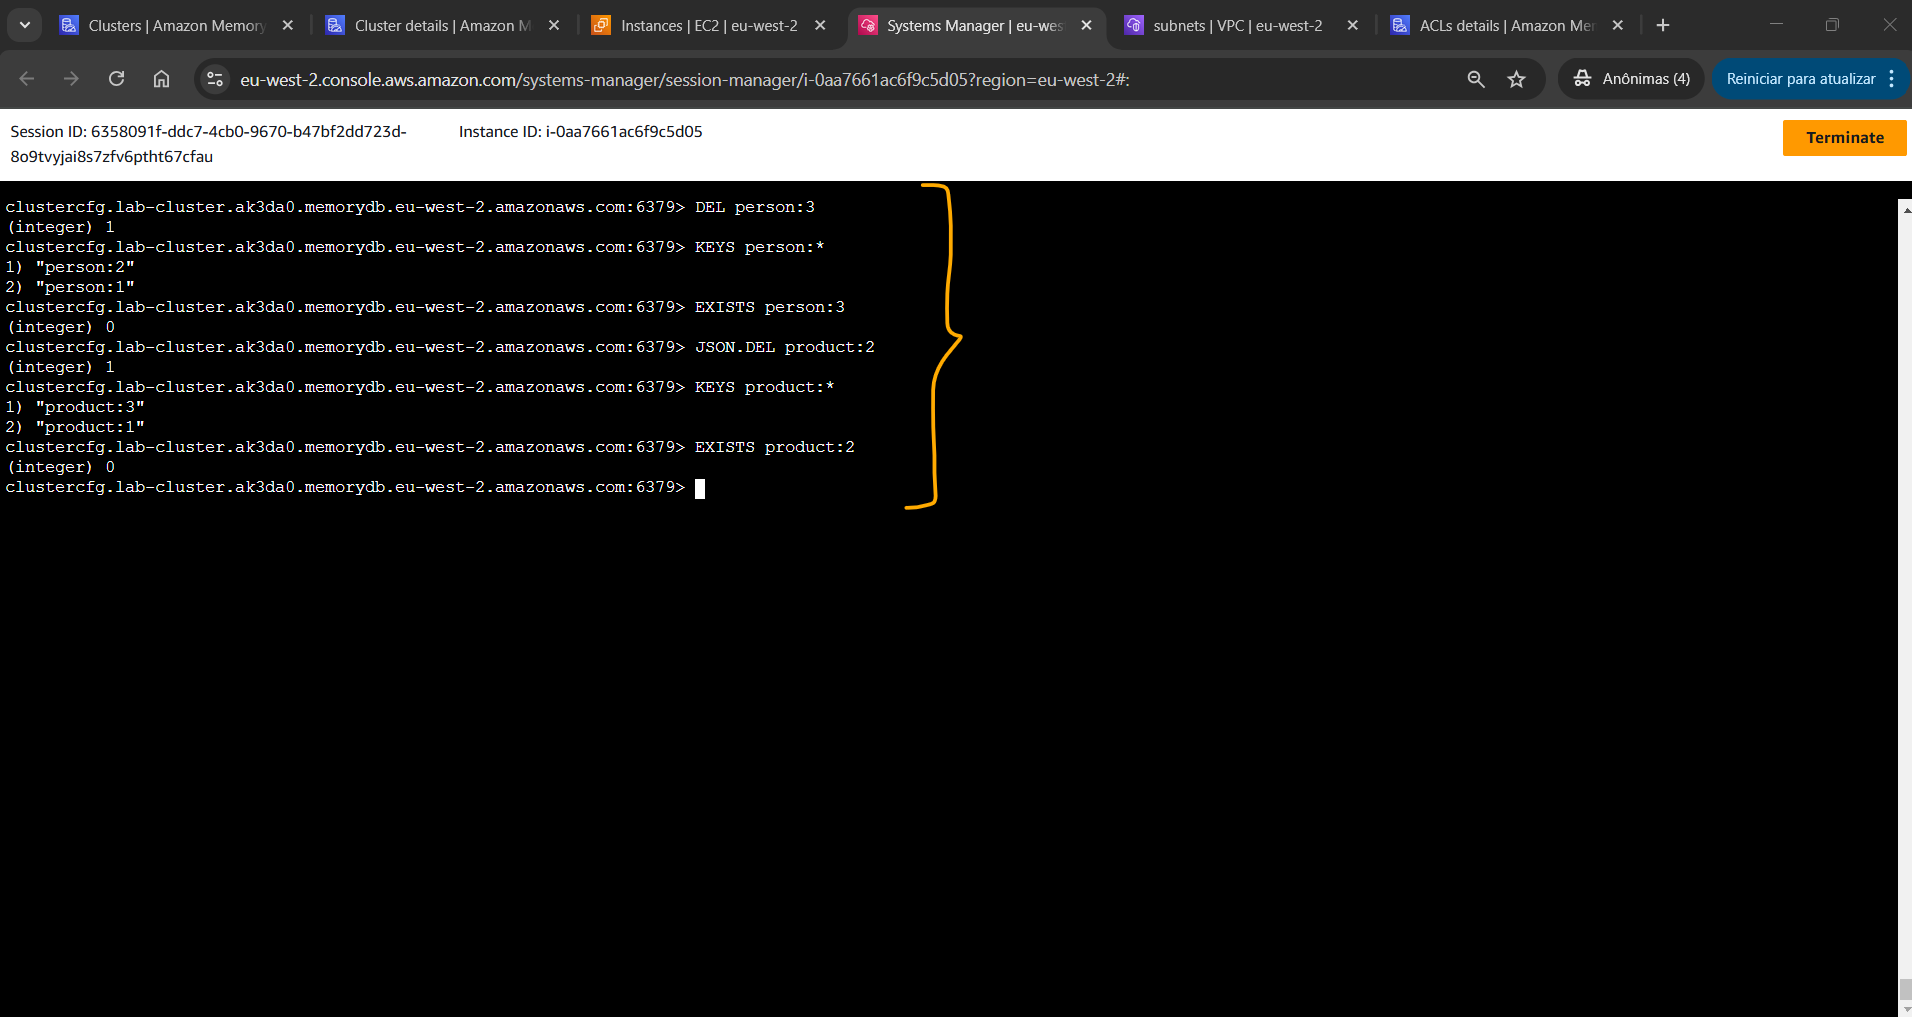 Clusters | Amazon Memory
Cluster details | Amazon M
Instances | EC2 | eu-west-2
Systems Manager | eu-wes
subnets | VPC | eu-west-2
ACLs details | Amazon Mer
eu-west-2.console.aws.amazon.com/systems-manager/session-manager/i-0aa7661ac6f9c5d05?region=eu-west-2#:
Anônimas (4)
Reiniciar para atualizar
Session ID: 6358091f-ddc7-4cb0-9670-b47bf2dd723d-
8o9tvyjai8s7zfv6ptht67cfau
Instance ID: i-0aa7661ac6f9c5d05
Terminate
clustercfg.lab-cluster.ak3da0.memorydb.eu-west-2.amazonaws.com:6379> DEL person:3
(integer) 1
clustercfg.lab-cluster.ak3da0.memorydb.eu-west-2.amazonaws.com:6379> KEYS person:*
1) "person:2"
2) "person:1"
clustercfg.lab-cluster.ak3da0.memorydb.eu-west-2.amazonaws.com:6379> EXISTS person:3
(integer) 0
clustercfg.lab-cluster.ak3da0.memorydb.eu-west-2.amazonaws.com:6379> JSON.DEL product:2
(integer) 1
clustercfg.lab-cluster.ak3da0.memorydb.eu-west-2.amazonaws.com:6379> KEYS product:*
1) "product:3"
2) "product:1"
clustercfg.lab-cluster.ak3da0.memorydb.eu-west-2.amazonaws.com:6379> EXISTS product:2
(integer) 0
clustercfg.lab-cluster.ak3da0.memorydb.eu-west-2.amazonaws.com:6379>